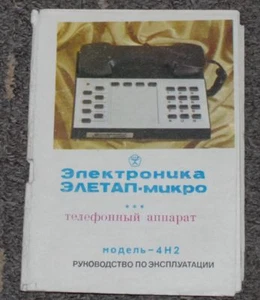 Электроника
ЭЛЕТАП-микро
***
телефонный аппарат
модель-4Н2
РУКОВОДСТВО ПО ЭКСПЛУАТАЦИИ